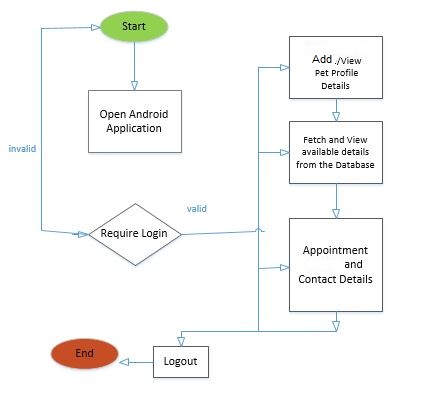 Start
Open Android
Application
invalid
Require Login
valid
Add ./View
Pet Profile
Details
Fetch and View
available details
from the Database
Appointment
and
Contact Details
Logout
End